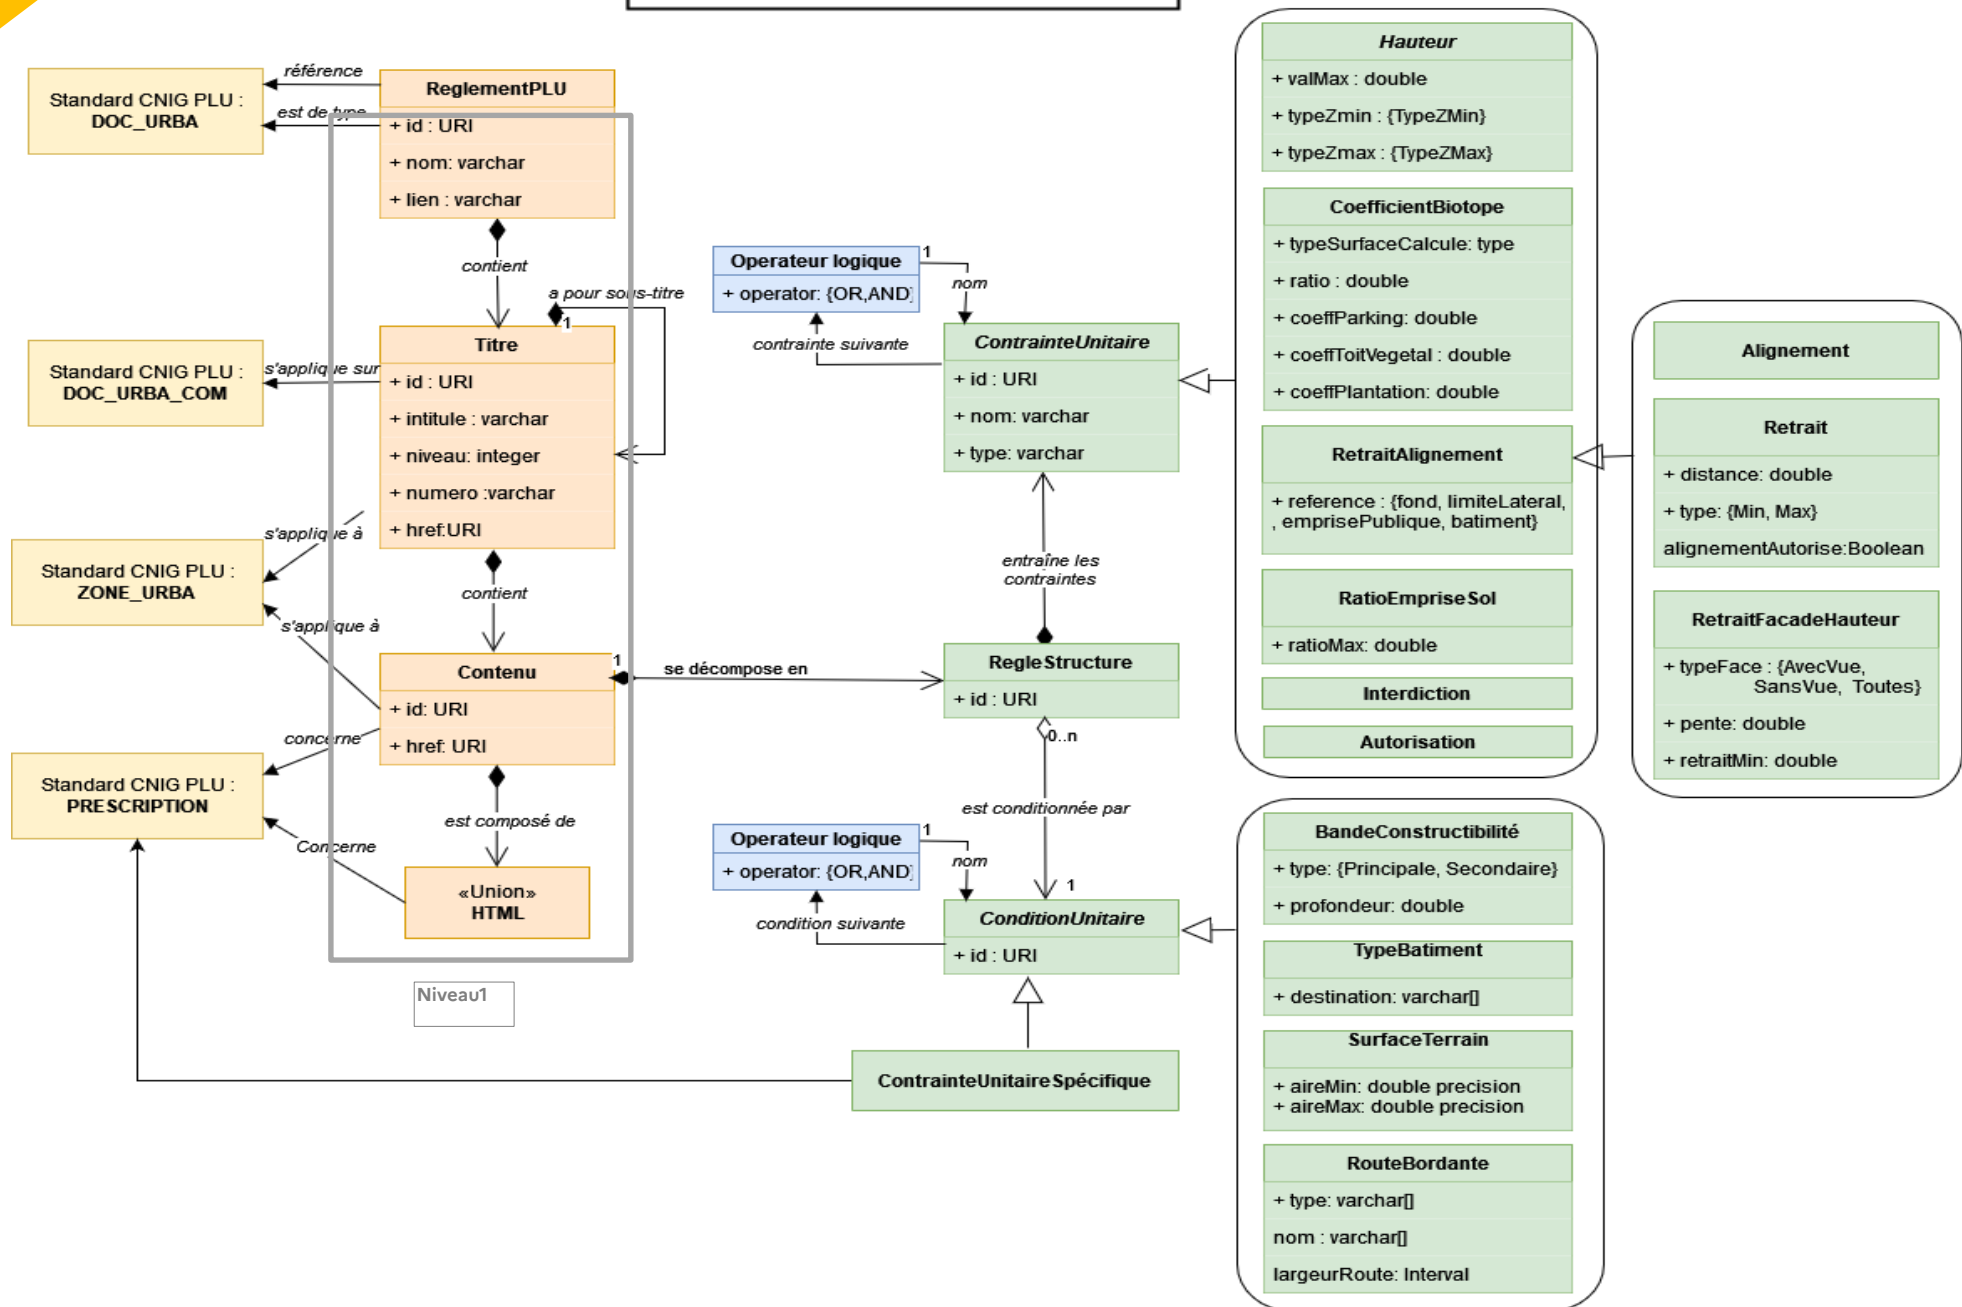 Standard CNIG PLU :
DOC_URBA
référence
est de type
ReglementPLU
+ id : URI
+ nom: varchar
+ lien : varchar
contient
a pour sous-titre
1
Standard CNIG PLU :
DOC_URBA_COM
s'applique sur
Titre
+ id : URI
+ intitule : varchar
+ niveau: integer
+ numero :varchar
+ href:URI
s'applique à
Standard CNIG PLU :
ZONE_URBA
s'applique à
contient
Contenu
+ id: URI
+ href: URI
1
se décompose en
concerne
Standard CNIG PLU :
PRESCRIPTION
Concerne
est composé de
«Union»
HTML
Niveau1
Operateur logique
+ operator: {OR,AND}
1
nom
contrainte suivante
ContrainteUnitaire
+ id : URI
+ nom: varchar
+ type: varchar
entraîne les
contraintes
RegleStructure
+ id : URI
0..n
est conditionnée par
1
Operateur logique
+ operator: {OR,AND}
1
nom
condition suivante
ConditionUnitaire
+ id : URI
ContrainteUnitaireSpécifique
Hauteur
+ valMax : double
+ typeZmin : {TypeZMin}
+ typeZmax : {TypeZMax}
CoefficientBiotope
+ typeSurfaceCalcule: type
+ ratio : double
+ coeffParking: double
+ coeffToitVegetal : double
+ coeffPlantation: double
RetraitAlignement
+ reference : {fond, limiteLateral,
, emprisePublique, batiment}
RatioEmpriseSol
+ ratioMax: double
Interdiction
Autorisation
Alignement
Retrait
+ distance: double
+ type: {Min, Max}
alignementAutorise:Boolean
RetraitFacadeHauteur
+ typeFace : {AvecVue,
SansVue, Toutes}
+ pente: double
+ retraitMin: double
BandeConstructibilité
+ type: {Principale, Secondaire}
+ profondeur: double
TypeBatiment
+ destination: varchar[]
SurfaceTerrain
+ aireMin: double precision
+ aireMax: double precision
RouteBordante
+ type: varchar[]
nom : varchar[]
largeurRoute: Interval